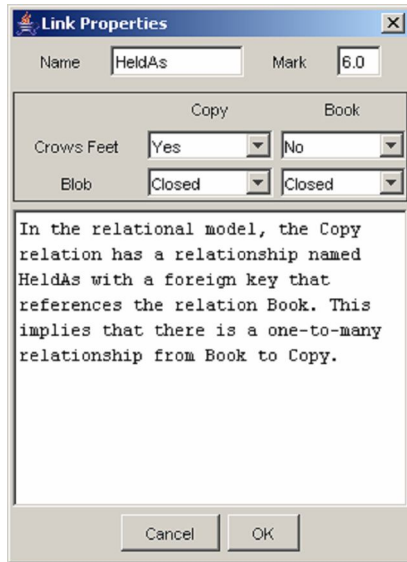 Link Properties
Name HeldAs Mark 6.0
Copy Book
Crows Feet Yes No
Blob Closed Closed
In the relational model, the Copy
relation has a relationship named
HeldAs with a foreign key that
references the relation Book. This
implies that there is a one-to-many
relationship from Book to Copy.
Cancel OK